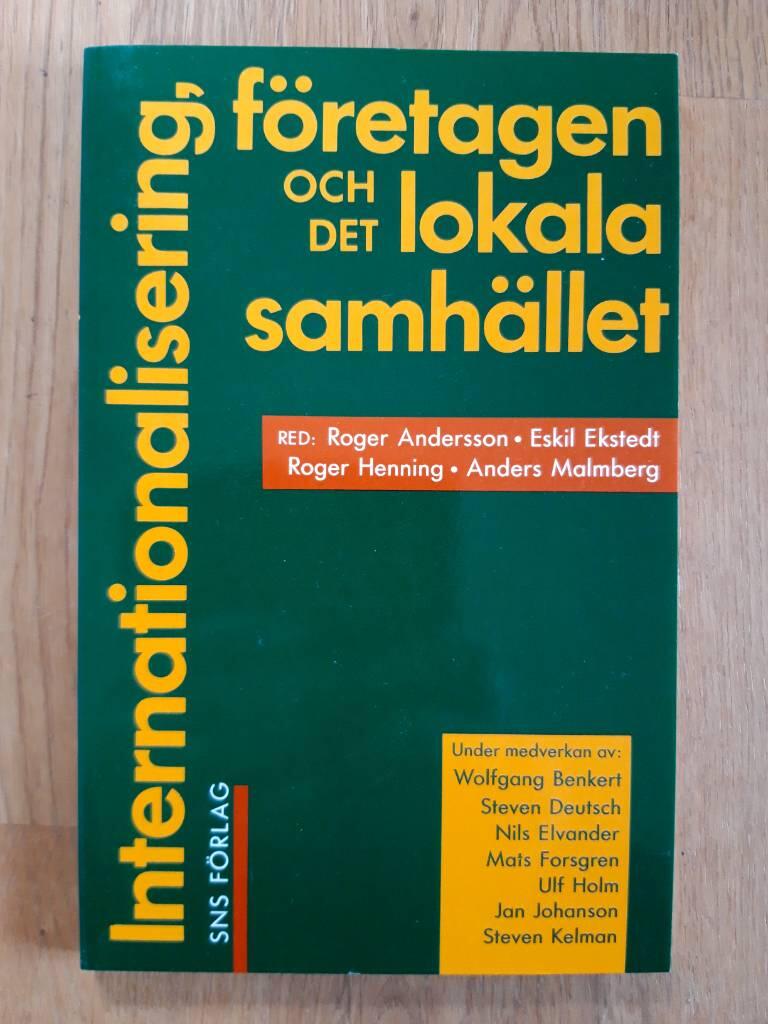 Internationalisering,
företagen
OCH
DET lokala
samhället
RED: Roger Andersson • Eskil Ekstedt
Roger Henning • Anders Malmberg
SNS FÖRLAG
Under medverkan av:
Wolfgang Benkert
Steven Deutsch
Nils Elvander
Mats Forsgren
Ulf Holm
Jan Johanson
Steven Kelman